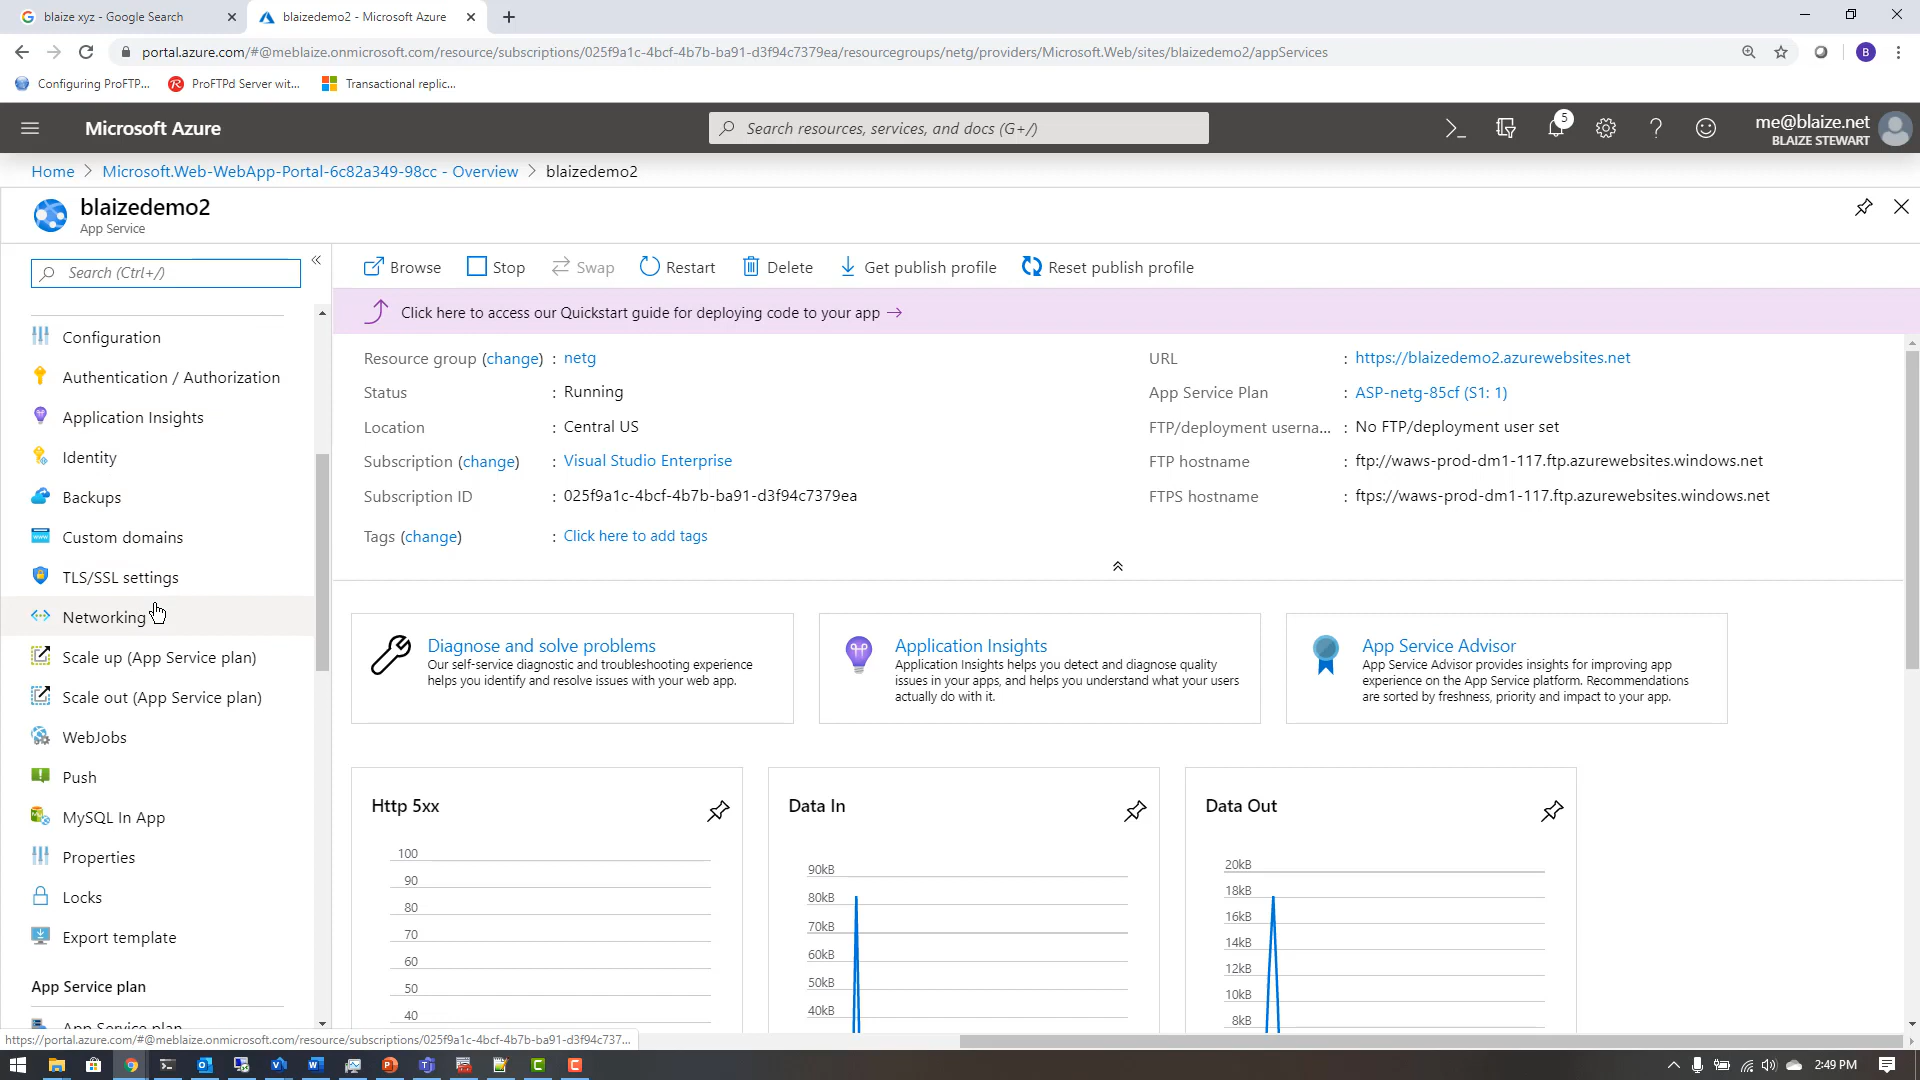 blaize xyz - Google Search
blaizedemo2 - Microsoft Azure
portal.azure.com/#@meblaize.onmicrosoft.com/resource/subscriptions/025f9a1c-4bcf-4b7b-ba91-d3f94c7379ea/resourcegroups/netg/providers/Microsoft.Web/sites/blaizedemo2/appServices
B
Configuring ProFTP...
ProFTPd Server wit...
Transactional replic...
Microsoft Azure
Search resources, services, and docs (G+/)
5
me@blaize.net
BLAIZE STEWART
Home > Microsoft.Web-WebApp-Portal-6c82a349-98cc - Overview > blaizedemo2
blaizedemo2
App Service
Search (Ctrl+/)
Configuration
Authentication / Authorization
Application Insights
Identity
Backups
Custom domains
TLS/SSL settings
Networking
Scale up (App Service plan)
Scale out (App Service plan)
WebJobs
Push
MySQL In App
Properties
Locks
Export template
App Service plan
App Service plan
Browse
Stop
Swap
Restart
Delete
Get publish profile
Reset publish profile
Click here to access our Quickstart guide for deploying code to your app →
Resource group (change) : netg
Status : Running
Location : Central US
Subscription (change) : Visual Studio Enterprise
Subscription ID : 025f9a1c-4bcf-4b7b-ba91-d3f94c7379ea
Tags (change) : Click here to add tags
URL : https://blaizedemo2.azurewebsites.net
App Service Plan : ASP-netg-85cf (S1: 1)
FTP/deployment userna... : No FTP/deployment user set
FTP hostname : ftp://waws-prod-dm1-117.ftp.azurewebsites.windows.net
FTPS hostname : ftps://waws-prod-dm1-117.ftp.azurewebsites.windows.net
Diagnose and solve problems
Our self-service diagnostic and troubleshooting experience
helps you identify and resolve issues with your web app.
Application Insights
Application Insights helps you detect and diagnose quality
issues in your apps, and helps you understand what your users
actually do with it.
App Service Advisor
App Service Advisor provides insights for improving app
experience on the App Service platform. Recommendations
are sorted by freshness, priority and impact to your app.
Http 5xx
100
90
80
70
60
50
40
Data In
90kB
80kB
70kB
60kB
50kB
40kB
Data Out
20kB
18kB
16kB
14kB
12kB
10kB
8kB
https://portal.azure.com/#@meblaize.onmicrosoft.com/resource/subscriptions/025f9a1c-4bcf-4b7b-ba91-d3f94c737...
2:49 PM